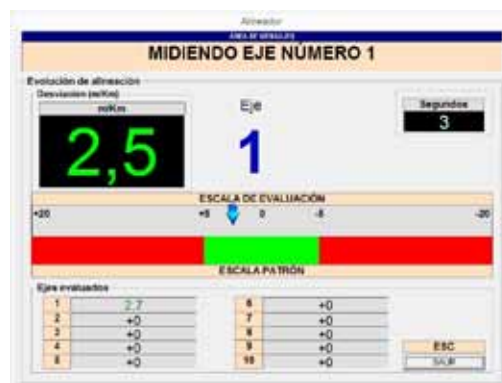 Alineador
MIDIENDO EJE NÚMERO 1
Evolución de alineación
Desviación (m/Km)
m/Km
2,5
Eje
1
Segundos
3
ESCALA DE EVALUACIÓN
+20 +5 0 -5 -20
ESCALA PATRÓN
Ejes evaluados
1 2,7 6 +0
2 +0 7 +0
3 +0 8 +0
4 +0 9 +0
5 +0 10 +0
ESC
SALIR